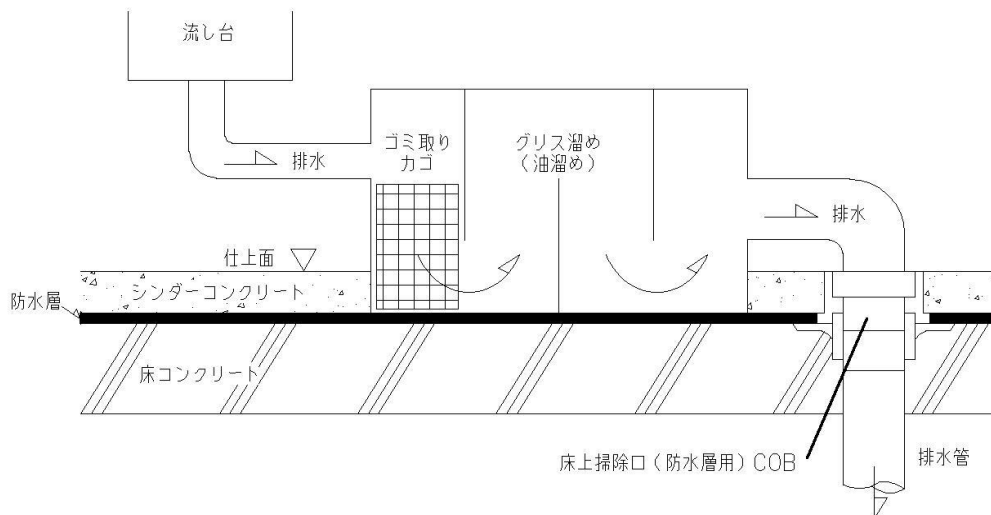 流し台
ゴミ取り
カゴ
グリス溜め
(油溜め)
排水
排水
仕上面
シンダーコンクリート
防水層
床コンクリート
床上掃除口(防水層用)COB
排水管